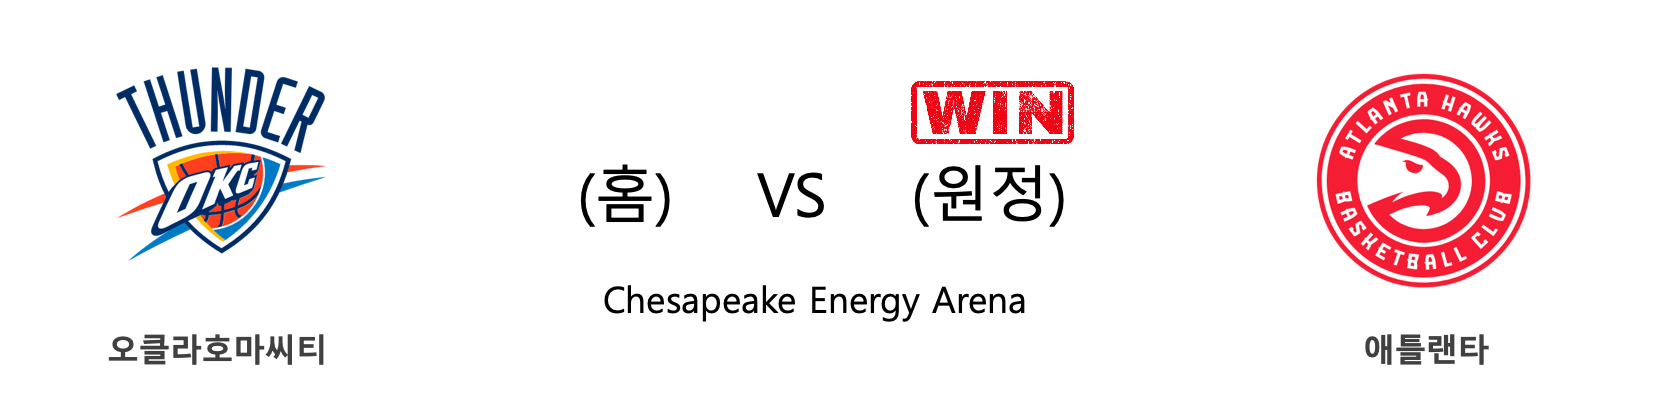 THUNDER
OKC
오클라호마씨티
WIN
(홈) VS (원정)
Chesapeake Energy Arena
ATLANTA HAWKS
BASKETBALL CLUB
애틀랜타